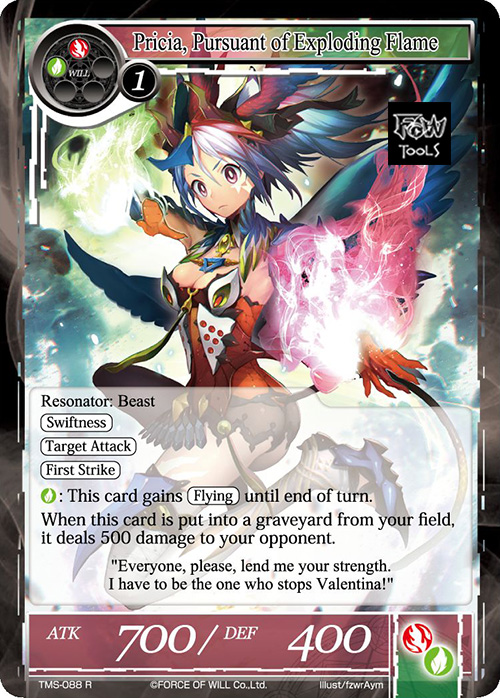 Pricia, Pursuant of Exploding Flame
WILL
1
FOW
TOOLS
Resonator: Beast
Swiftness
Target Attack
First Strike
: This card gains Flying until end of turn.
When this card is put into a graveyard from your field,
it deals 500 damage to your opponent.
"Everyone, please, lend me your strength.
I have to be the one who stops Valentina!"
ATK 700 / DEF 400
TMS-088 R ©FORCE OF WILL Co.,Ltd. Illust/fzwrAym